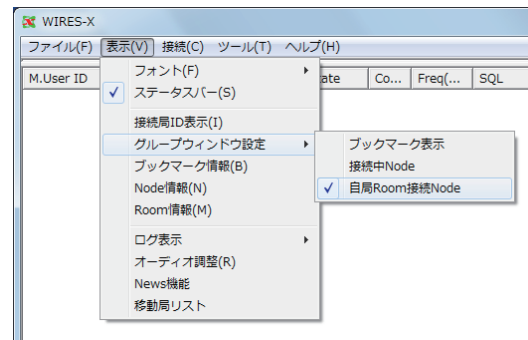 WIRES-X
ファイル(F) 表示(V) 接続(C) ツール(T) ヘルプ(H)
M.User ID ate Co... Freq(... SQL
フォント(F)
ステータスバー(S)
接続局ID表示(I)
グループウィンドウ設定
ブックマーク表示
ブックマーク情報(B)
接続中Node
Node情報(N)
自局Room接続Node
Room情報(M)
ログ表示
オーディオ調整(R)
News機能
移動局リスト